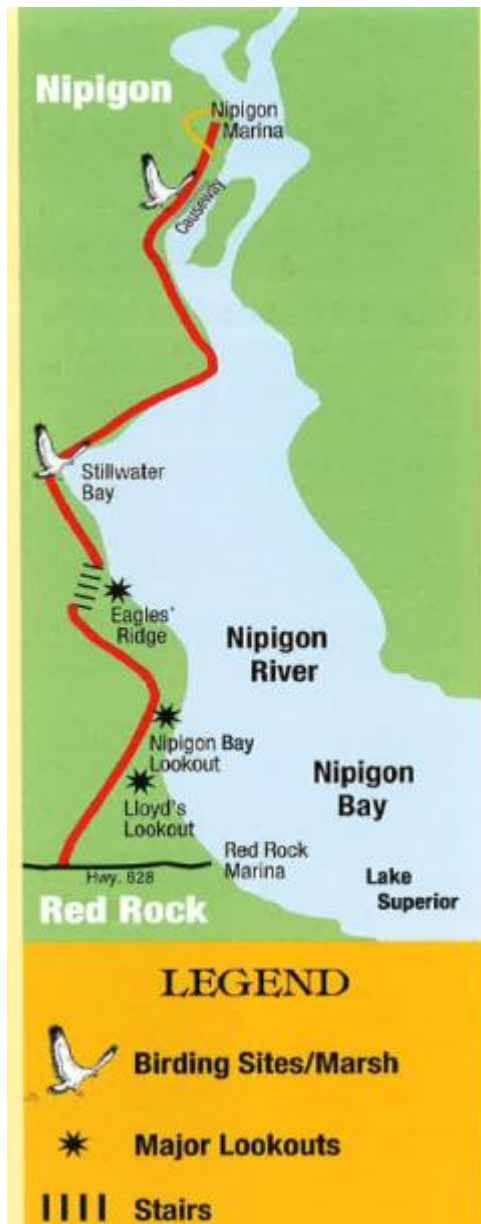 Nipigon
Nipigon
Marina
Causeway
Stillwater
Bay
Eagles'
Ridge
Nipigon
River
Nipigon Bay
Lookout
Nipigon
Bay
Lloyd's
Lookout
Red Rock
Marina
Hwy. 628
Lake
Superior
Red Rock
LEGEND
Birding Sites/Marsh
Major Lookouts
Stairs